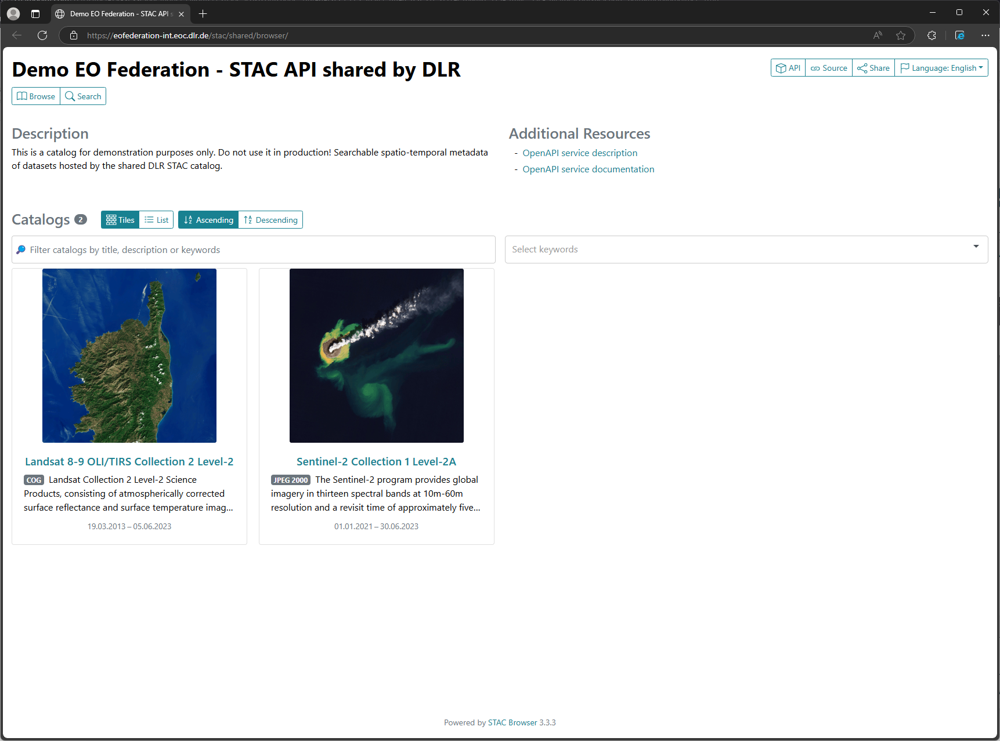 Demo EO Federation - STAC API s
https://eofederation-int.eoc.dlr.de/stac/shared/browser/
Demo EO Federation - STAC API shared by DLR
API
Source
Share
Language: English
Browse
Search
Description
This is a catalog for demonstration purposes only. Do not use it in production! Searchable spatio-temporal metadata
of datasets hosted by the shared DLR STAC catalog.
Additional Resources
- OpenAPI service description
- OpenAPI service documentation
Catalogs 2
Tiles
List
Ascending
Descending
Filter catalogs by title, description or keywords
Select keywords
Landsat 8-9 OLI/TIRS Collection 2 Level-2
COG Landsat Collection 2 Level-2 Science
Products, consisting of atmospherically corrected
surface reflectance and surface temperature imag...
19.03.2013 – 05.06.2023
Sentinel-2 Collection 1 Level-2A
JPEG 2000 The Sentinel-2 program provides global
imagery in thirteen spectral bands at 10m-60m
resolution and a revisit time of approximately five...
01.01.2021 – 30.06.2023
Powered by STAC Browser 3.3.3